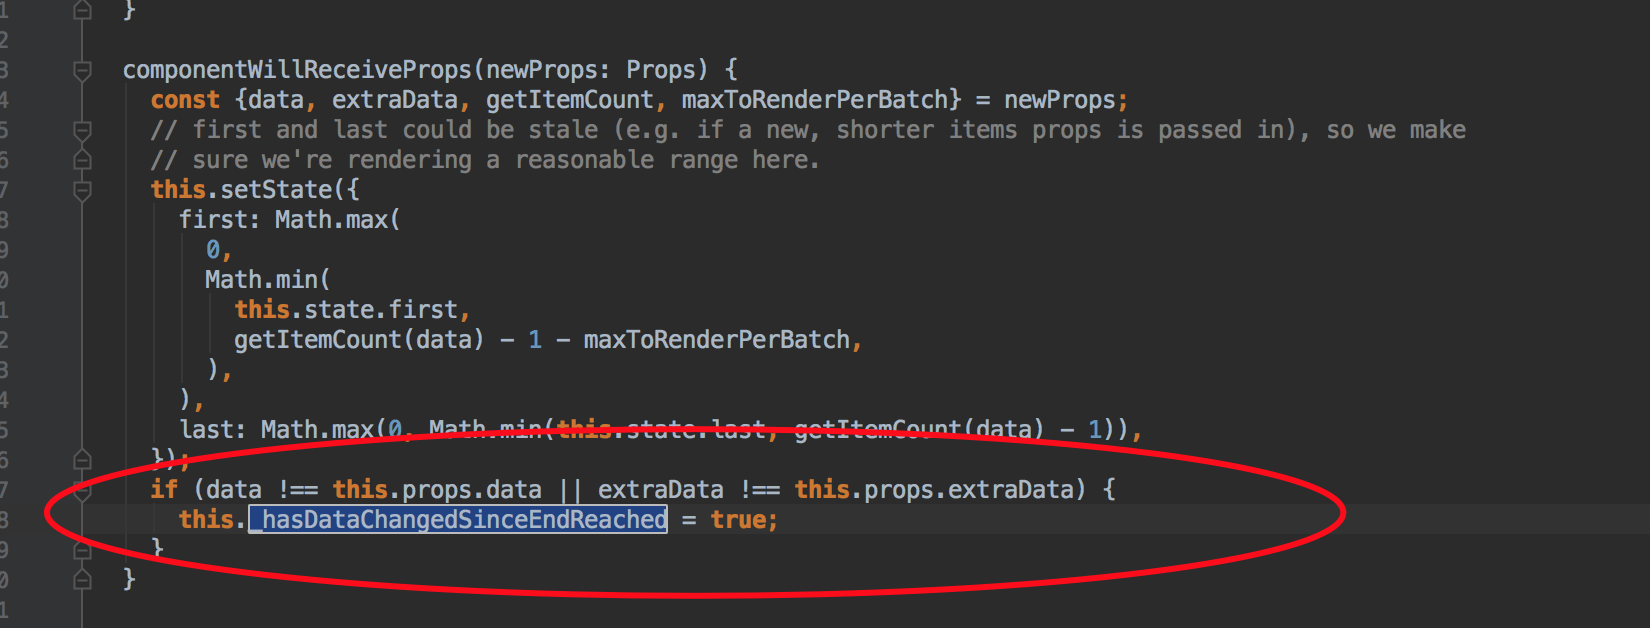 1 }
2
3 componentWillReceiveProps(newProps: Props) {
4 const {data, extraData, getItemCount, maxToRenderPerBatch} = newProps;
5 // first and last could be stale (e.g. if a new, shorter items props is passed in), so we make
6 // sure we're rendering a reasonable range here.
7 this.setState({
8 first: Math.max(
9 0,
0 Math.min(
1 this.state.first,
2 getItemCount(data) - 1 - maxToRenderPerBatch,
3 ),
4 ),
5 last: Math.max(0, Math.min(this.state.last, getItemCount(data) - 1)),
6 });
7 if (data !== this.props.data || extraData !== this.props.extraData) {
8 this._hasDataChangedSinceEndReached = true;
9 }
0 }
1